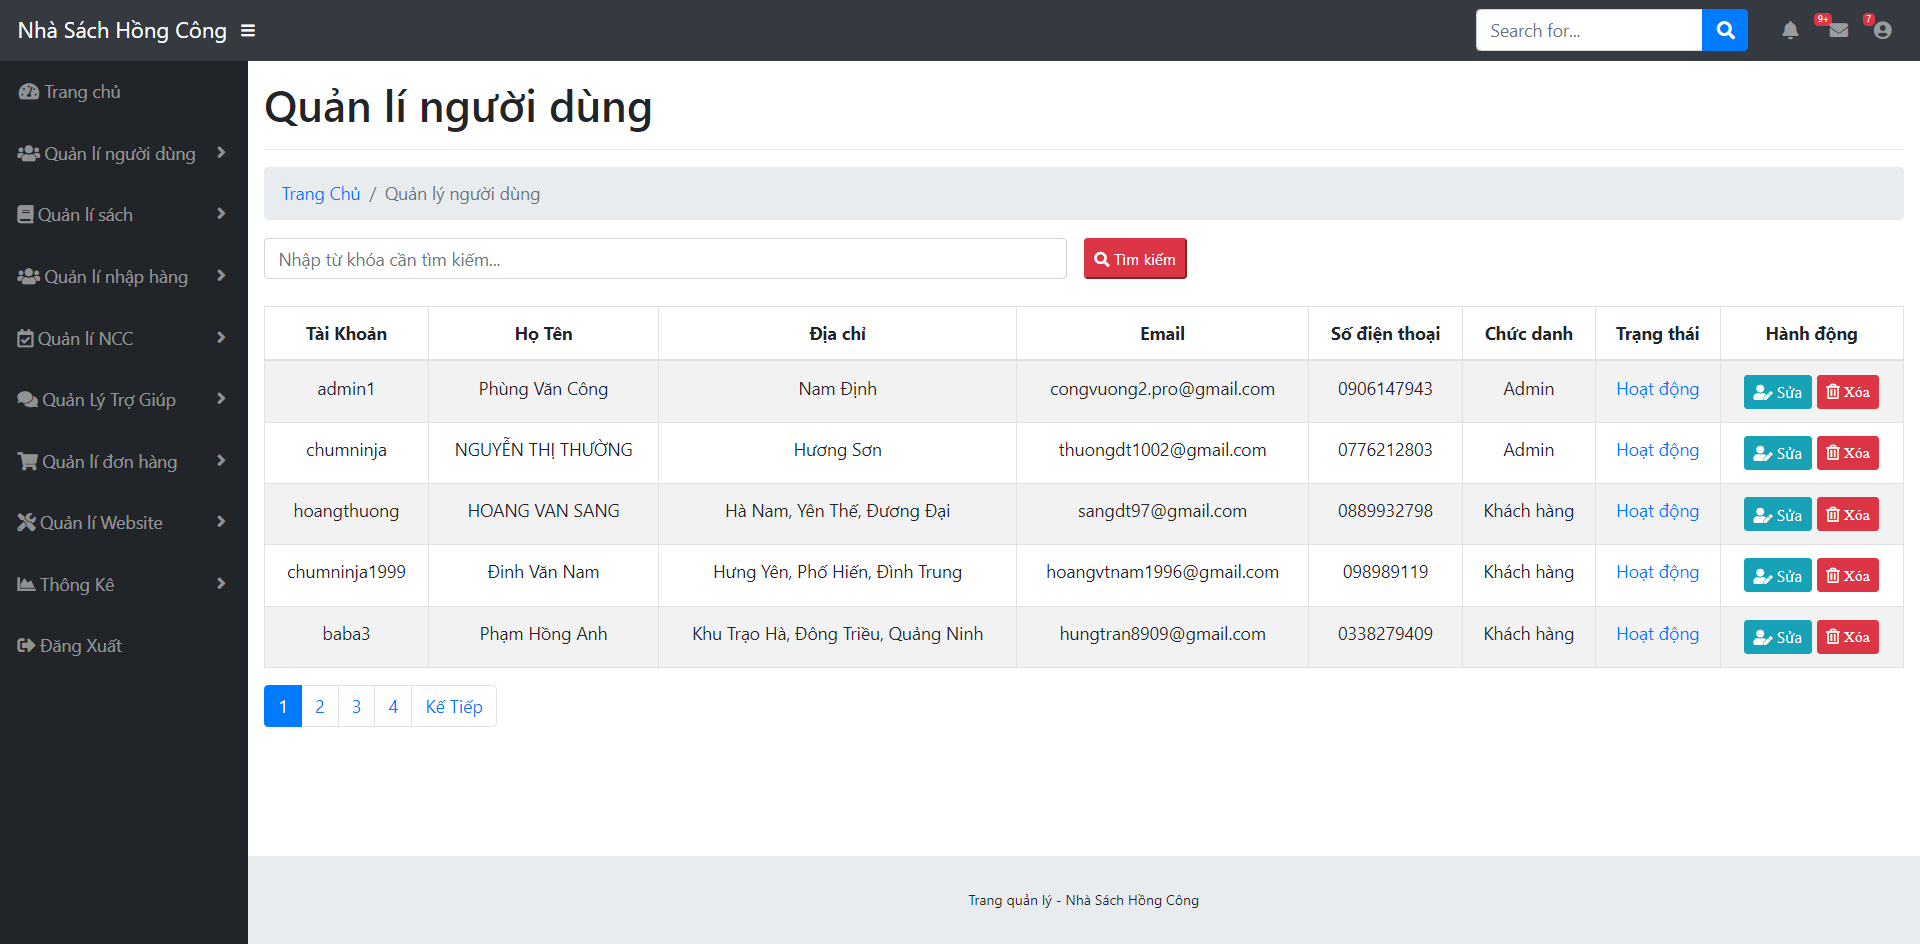 Nhà Sách Hồng Công
Search for...
9+
7
Trang chủ
Quản lí người dùng
Quản lí sách
Quản lí nhập hàng
Quản lí NCC
Quản Lý Trợ Giúp
Quản lí đơn hàng
Quản lí Website
Thông Kê
Đăng Xuất
Quản lí người dùng
Trang Chủ / Quản lý người dùng
Nhập từ khóa cần tìm kiếm...
Tìm kiếm
Tài Khoản Họ Tên Địa chỉ Email Số điện thoại Chức danh Trạng thái Hành động
admin1 Phùng Văn Công Nam Định congvuong2.pro@gmail.com 0906147943 Admin Hoạt động Sửa Xóa
chumninja NGUYỄN THỊ THƯỜNG Hương Sơn thuongdt1002@gmail.com 0776212803 Admin Hoạt động Sửa Xóa
hoangthuong HOANG VAN SANG Hà Nam, Yên Thế, Đương Đại sangdt97@gmail.com 0889932798 Khách hàng Hoạt động Sửa Xóa
chumninja1999 Đinh Văn Nam Hưng Yên, Phố Hiến, Đình Trung hoangvtnam1996@gmail.com 098989119 Khách hàng Hoạt động Sửa Xóa
baba3 Phạm Hồng Anh Khu Trạo Hà, Đông Triều, Quảng Ninh hungtran8909@gmail.com 0338279409 Khách hàng Hoạt động Sửa Xóa
1 2 3 4 Kế Tiếp
Trang quản lý - Nhà Sách Hồng Công